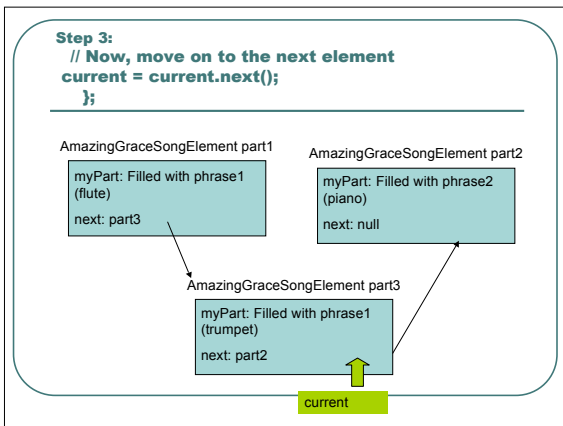 Step 3:
// Now, move on to the next element
current = current.next();
};
AmazingGraceSongElement part1
myPart: Filled with phrase1
(flute)
next: part3
AmazingGraceSongElement part2
myPart: Filled with phrase2
(piano)
next: null
AmazingGraceSongElement part3
myPart: Filled with phrase1
(trumpet)
next: part2
current